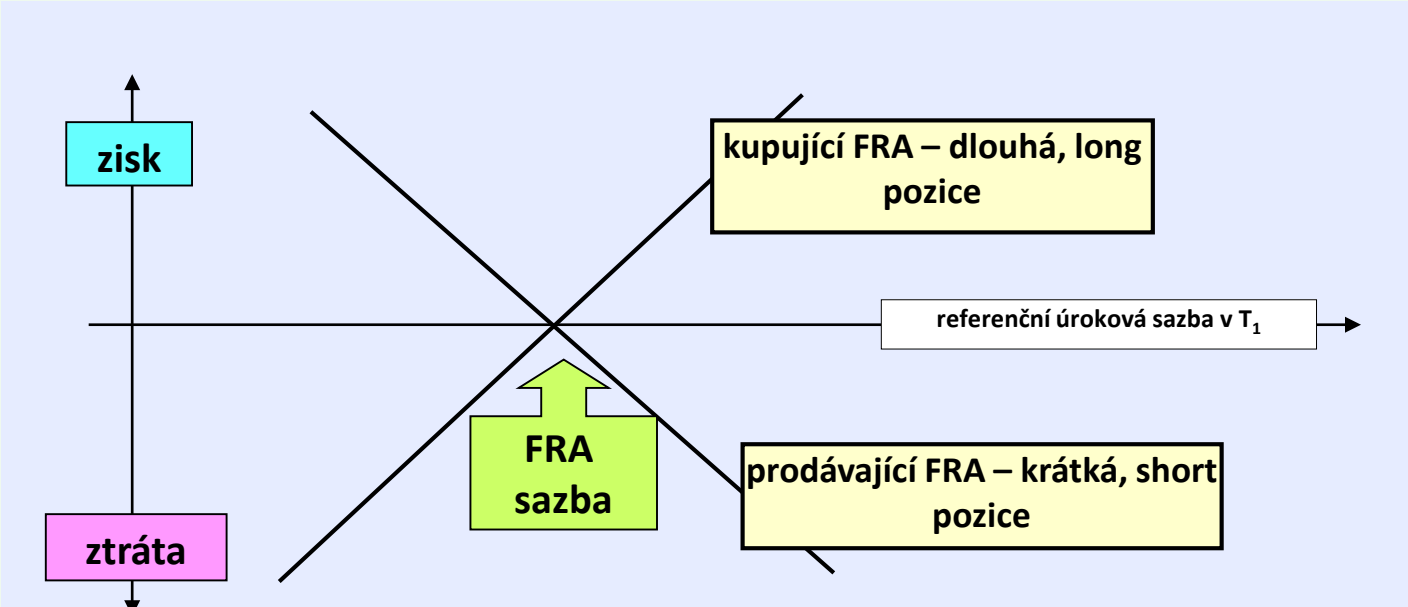 zisk
kupující FRA – dlouhá, long
pozice
referenční úroková sazba v T₁
FRA
sazba
prodávající FRA – krátká, short
pozice
ztráta